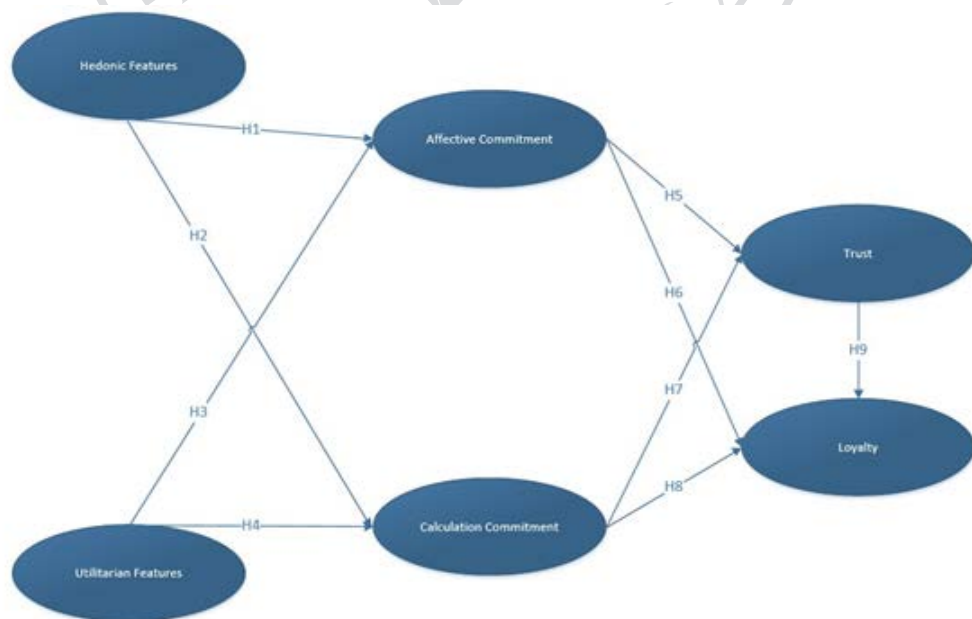 Hedonic Features
H1
Affective Commitment
H5
H2
Trust
H6
H9
H7
H3
Loyalty
H8
H4
Calculation Commitment
Utilitarian Features